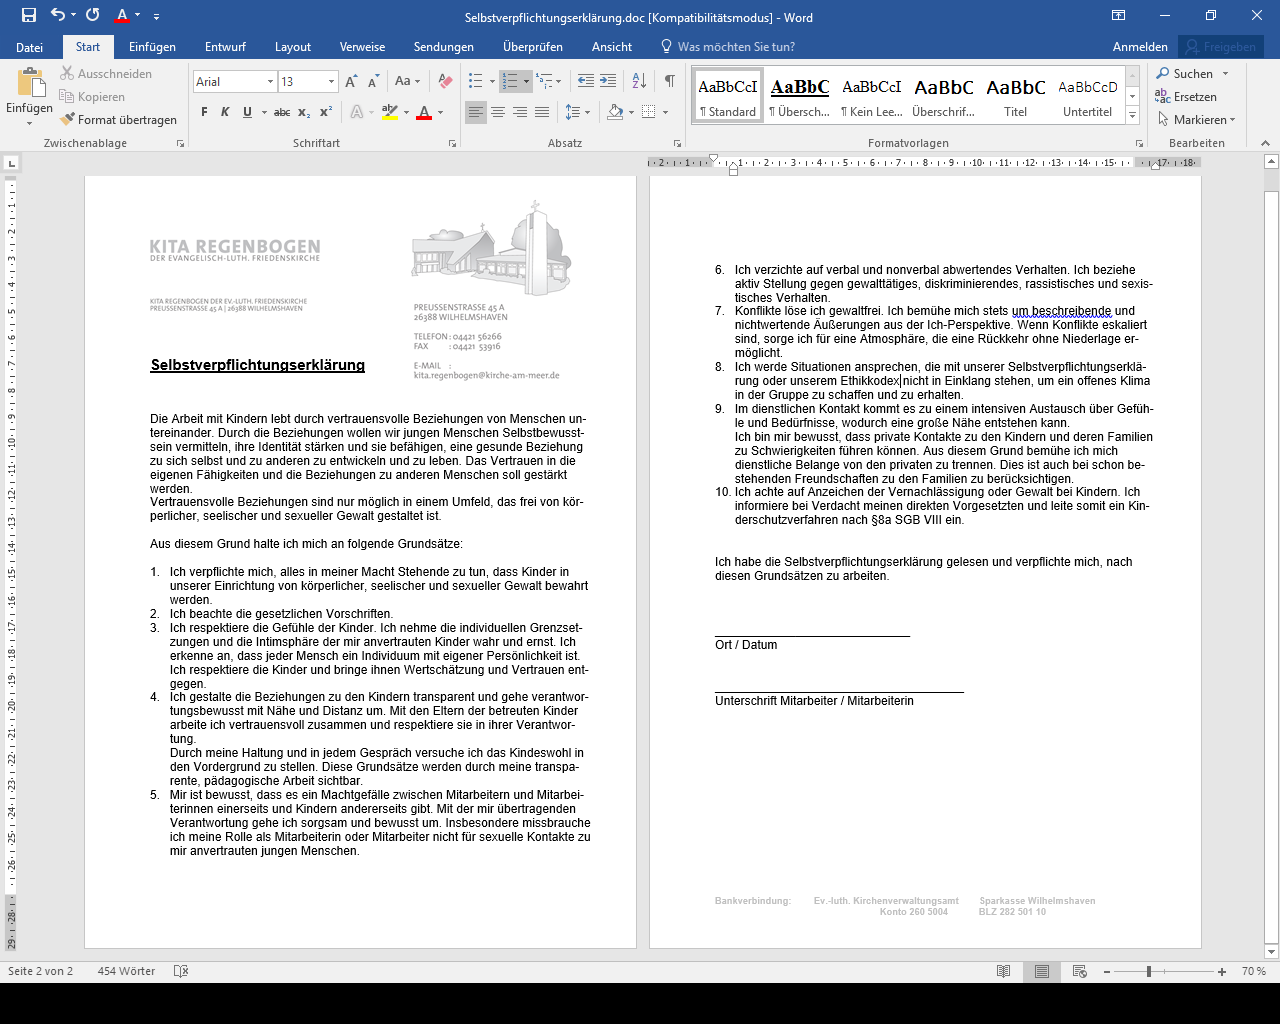 Selbstverpflichtungserklärung.doc [Kompatibilitätsmodus] - Word
Datei Start Einfügen Entwurf Layout Verweise Sendungen Überprüfen Ansicht Was möchten Sie tun? Anmelden Freigeben
Einfügen
Ausschneiden
Kopieren
Format übertragen
Zwischenablage
Arial 13
F K U abc x₂ x²
Schriftart
Absatz
AaBbCcI AaBbC AaBbCcI AaBbC AaBbC AaBbCcD
¶ Standard ¶ Übersch... ¶ Kein Lee... Überschrif... Titel Untertitel
Formatvorlagen
Suchen
Ersetzen
Markieren
Bearbeiten
KITA REGENBOGEN
DER EVANGELISCH-LUTH. FRIEDENSKIRCHE
KITA REGENBOGEN DER EV.-LUTH. FRIEDENSKIRCHE
PREUSSENSTRASSE 45 A | 26388 WILHELMSHAVEN
PREUSSENSTRASSE 45 A
26388 WILHELMSHAVEN
TELEFON : 04421 56266
FAX : 04421 53916
E-MAIL :
kita.regenbogen@kirche-am-meer.de
Selbstverpflichtungserklärung
Die Arbeit mit Kindern lebt durch vertrauensvolle Beziehungen von Menschen un-
tereinander. Durch die Beziehungen wollen wir jungen Menschen Selbstbewusst-
sein vermitteln, ihre Identität stärken und sie befähigen, eine gesunde Beziehung
zu sich selbst und zu anderen zu entwickeln und zu leben. Das Vertrauen in die
eigenen Fähigkeiten und die Beziehungen zu anderen Menschen soll gestärkt
werden.
Vertrauensvolle Beziehungen sind nur möglich in einem Umfeld, das frei von kör-
perlicher, seelischer und sexueller Gewalt gestaltet ist.
Aus diesem Grund halte ich mich an folgende Grundsätze:
1. Ich verpflichte mich, alles in meiner Macht Stehende zu tun, dass Kinder in
unserer Einrichtung von körperlicher, seelischer und sexueller Gewalt bewahrt
werden.
2. Ich beachte die gesetzlichen Vorschriften.
3. Ich respektiere die Gefühle der Kinder. Ich nehme die individuellen Grenzset-
zungen und die Intimsphäre der mir anvertrauten Kinder wahr und ernst. Ich
erkenne an, dass jeder Mensch ein Individuum mit eigener Persönlichkeit ist.
Ich respektiere die Kinder und bringe ihnen Wertschätzung und Vertrauen ent-
gegen.
4. Ich gestalte die Beziehungen zu den Kindern transparent und gehe verantwor-
tungsbewusst mit Nähe und Distanz um. Mit den Eltern der betreuten Kinder
arbeite ich vertrauensvoll zusammen und respektiere sie in ihrer Verantwor-
tung.
Durch meine Haltung und in jedem Gespräch versuche ich das Kindeswohl in
den Vordergrund zu stellen. Diese Grundsätze werden durch meine transpa-
rente, pädagogische Arbeit sichtbar.
5. Mir ist bewusst, dass es ein Machtgefälle zwischen Mitarbeitern und Mitarbei-
terinnen einerseits und Kindern andererseits gibt. Mit der mir übertragenden
Verantwortung gehe ich sorgsam und bewusst um. Insbesondere missbrauche
ich meine Rolle als Mitarbeiterin oder Mitarbeiter nicht für sexuelle Kontakte zu
mir anvertrauten jungen Menschen.
6. Ich verzichte auf verbal und nonverbal abwertendes Verhalten. Ich beziehe
aktiv Stellung gegen gewalttätiges, diskriminierendes, rassistisches und sexis-
tisches Verhalten.
7. Konflikte löse ich gewaltfrei. Ich bemühe mich stets um beschreibende und
nichtwertende Äußerungen aus der Ich-Perspektive. Wenn Konflikte eskaliert
sind, sorge ich für eine Atmosphäre, die eine Rückkehr ohne Niederlage er-
möglicht.
8. Ich werde Situationen ansprechen, die mit unserer Selbstverpflichtungserklä-
rung oder unserem Ethikkodex nicht in Einklang stehen, um ein offenes Klima
in der Gruppe zu schaffen und zu erhalten.
9. Im dienstlichen Kontakt kommt es zu einem intensiven Austausch über Gefüh-
le und Bedürfnisse, wodurch eine große Nähe entstehen kann.
Ich bin mir bewusst, dass private Kontakte zu den Kindern und deren Familien
zu Schwierigkeiten führen können. Aus diesem Grund bemühe ich mich
dienstliche Belange von den privaten zu trennen. Dies ist auch bei schon be-
stehenden Freundschaften zu den Familien zu berücksichtigen.
10. Ich achte auf Anzeichen der Vernachlässigung oder Gewalt bei Kindern. Ich
informiere bei Verdacht meinen direkten Vorgesetzten und leite somit ein Kin-
derschutzverfahren nach §8a SGB VIII ein.
Ich habe die Selbstverpflichtungserklärung gelesen und verpflichte mich, nach
diesen Grundsätzen zu arbeiten.
Ort / Datum
Unterschrift Mitarbeiter / Mitarbeiterin
Bankverbindung: Ev.-luth. Kirchenverwaltungsamt Sparkasse Wilhelmshaven
Konto 260 5004 BLZ 282 501 10
Seite 2 von 2 454 Wörter 70 %